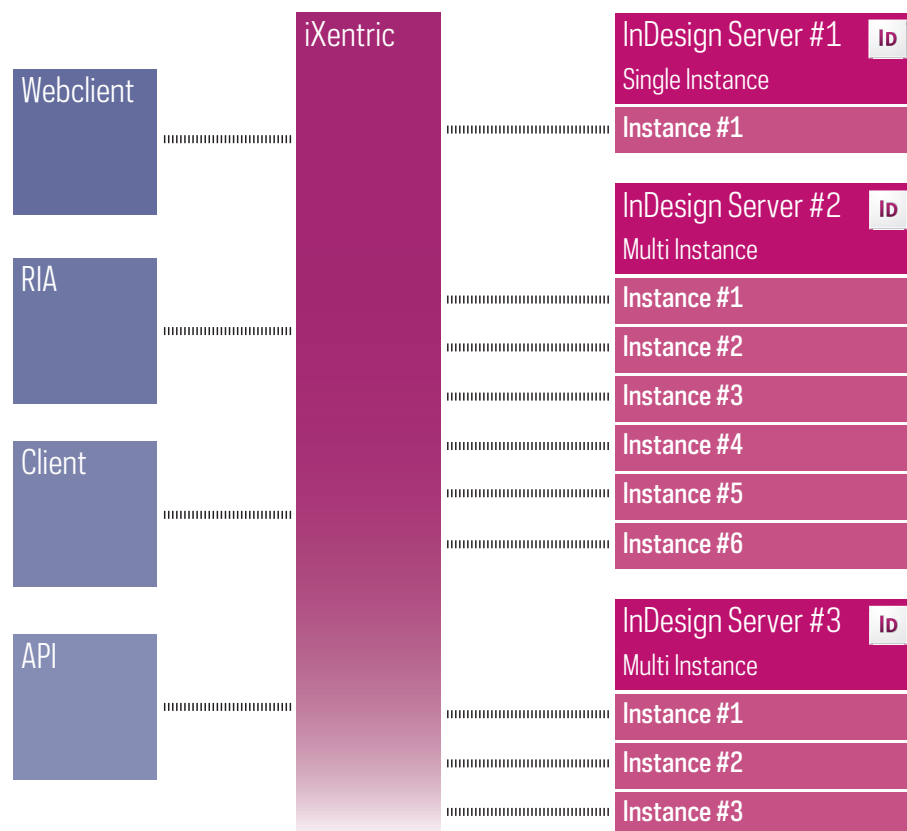 Webclient
RIA
Client
API
iXentric
InDesign Server #1
ID
Single Instance
Instance #1
InDesign Server #2
ID
Multi Instance
Instance #1
Instance #2
Instance #3
Instance #4
Instance #5
Instance #6
InDesign Server #3
ID
Multi Instance
Instance #1
Instance #2
Instance #3